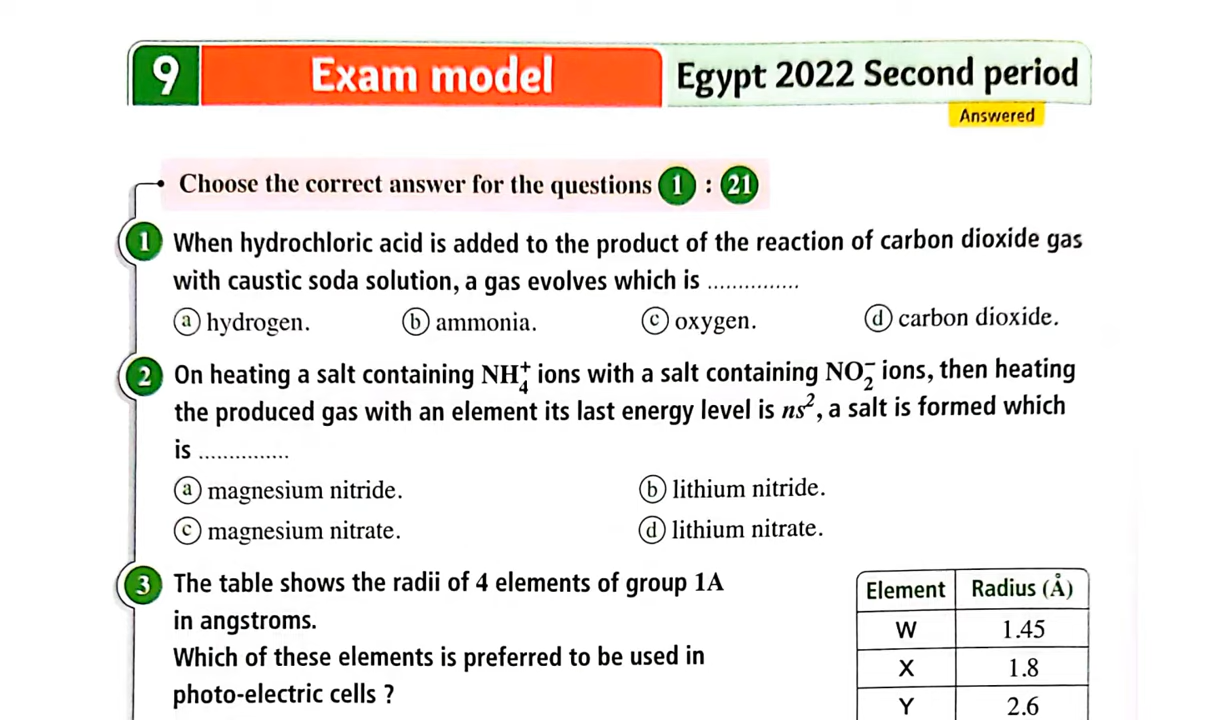 9 Exam model Egypt 2022 Second period
Answered
Choose the correct answer for the questions 1 : 21
1 When hydrochloric acid is added to the product of the reaction of carbon dioxide gas
with caustic soda solution, a gas evolves which is ...............
a hydrogen. b ammonia. c oxygen. d carbon dioxide.
2 On heating a salt containing NH₄⁺ ions with a salt containing NO₂⁻ ions, then heating
the produced gas with an element its last energy level is ns², a salt is formed which
is ...............
a magnesium nitride. b lithium nitride.
c magnesium nitrate. d lithium nitrate.
3 The table shows the radii of 4 elements of group 1A
in angstroms.
Which of these elements is preferred to be used in
photo-electric cells ?
Element Radius (Å)
W 1.45
X 1.8
Y 2.6